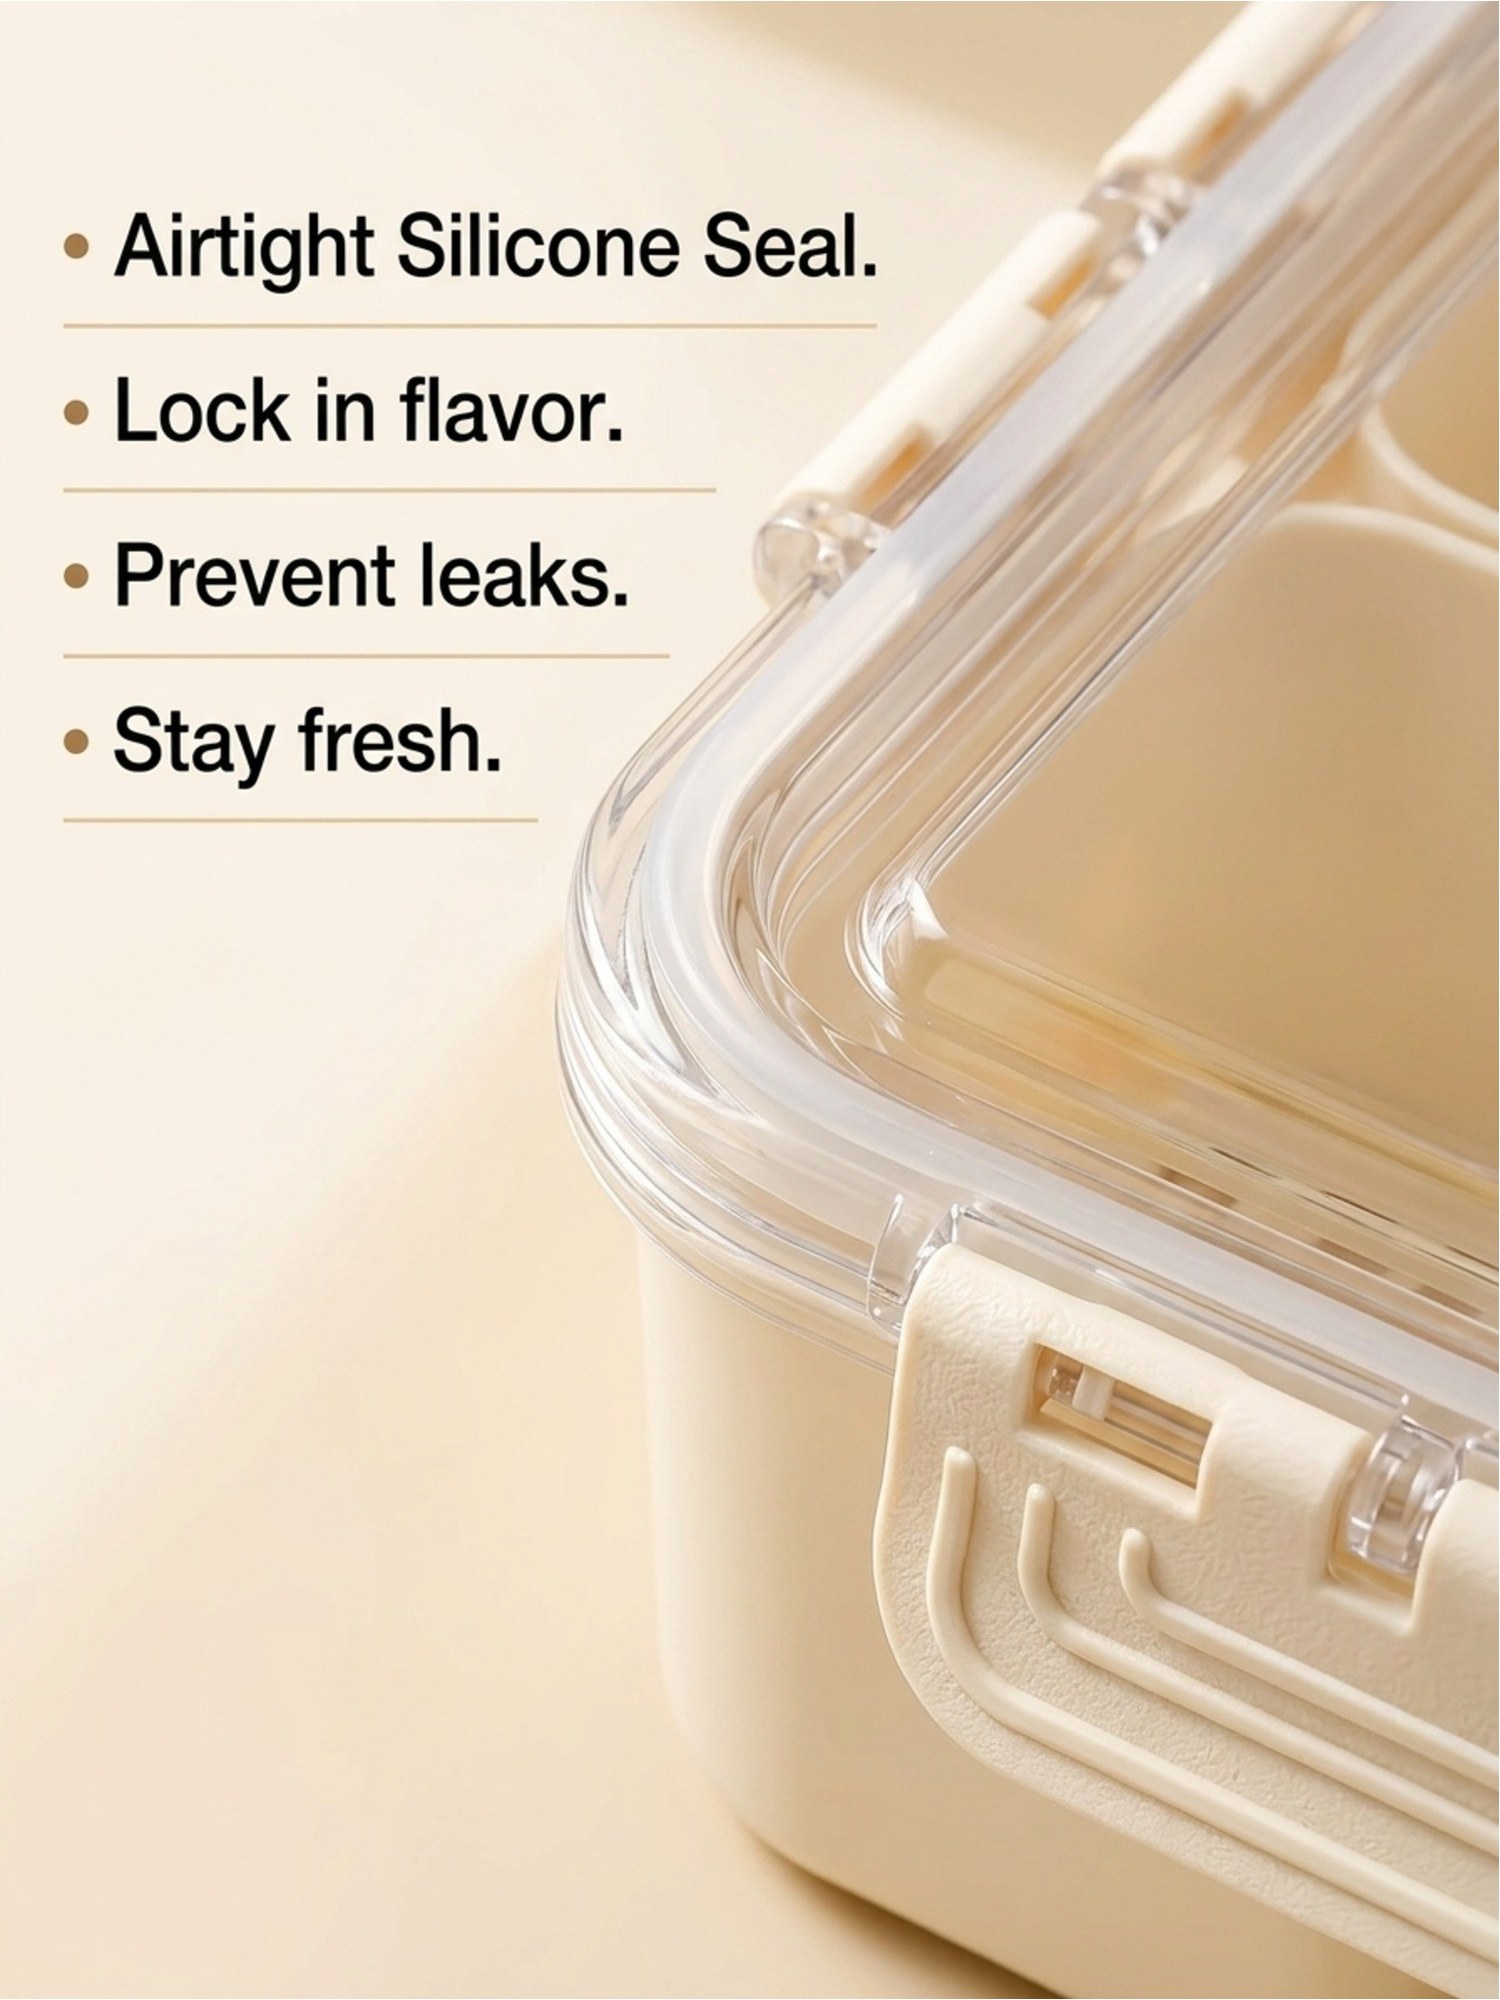 • Airtight Silicone Seal.
• Lock in flavor.
• Prevent leaks.
• Stay fresh.